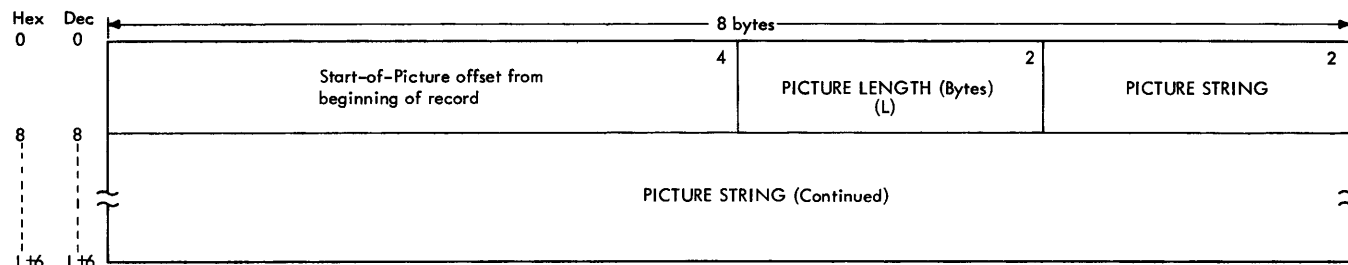 Hex Dec
0 0
8 bytes
4
Start-of-Picture offset from
beginning of record
2
PICTURE LENGTH (Bytes)
(L)
2
PICTURE STRING
8 8
PICTURE STRING (Continued)
L+6 L+6